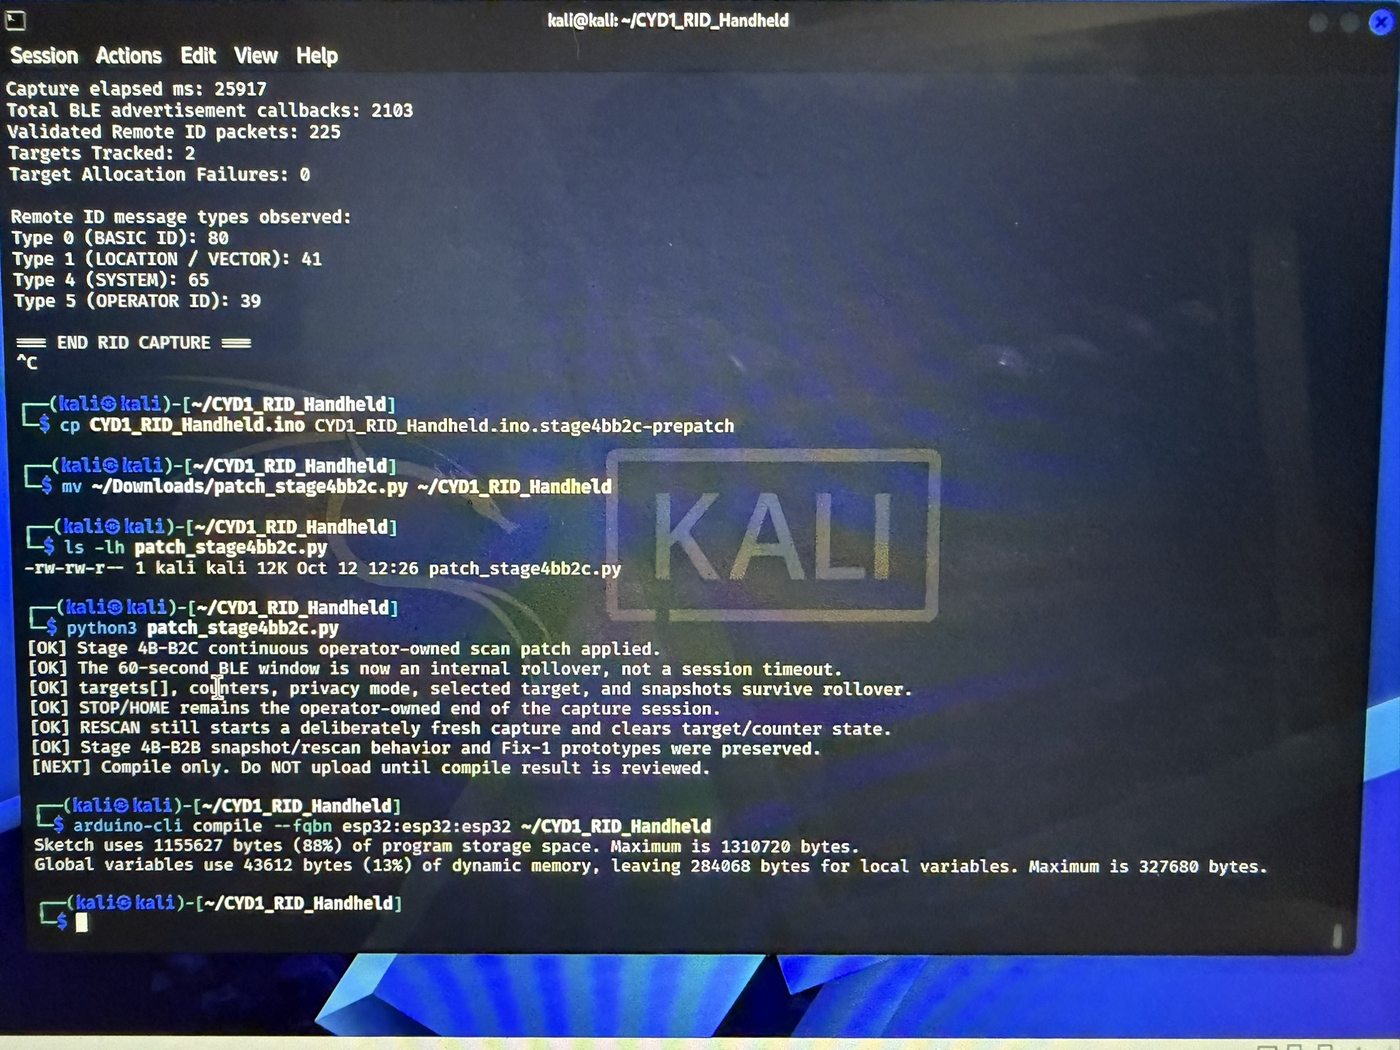 kali@kali: ~/CYD1_RID_Handheld
Session Actions Edit View Help
Capture elapsed ms: 25917
Total BLE advertisement callbacks: 2103
Validated Remote ID packets: 225
Targets Tracked: 2
Target Allocation Failures: 0
Remote ID message types observed:
Type 0 (BASIC ID): 80
Type 1 (LOCATION / VECTOR): 41
Type 4 (SYSTEM): 65
Type 5 (OPERATOR ID): 39
=== END RID CAPTURE ===
^C
┌──(kali㉿kali)-[~/CYD1_RID_Handheld]
└─$ cp CYD1_RID_Handheld.ino CYD1_RID_Handheld.ino.stage4bb2c-prepatch
┌──(kali㉿kali)-[~/CYD1_RID_Handheld]
└─$ mv ~/Downloads/patch_stage4bb2c.py ~/CYD1_RID_Handheld
┌──(kali㉿kali)-[~/CYD1_RID_Handheld]
└─$ ls -lh patch_stage4bb2c.py
-rw-rw-r-- 1 kali kali 12K Oct 12 12:26 patch_stage4bb2c.py
┌──(kali㉿kali)-[~/CYD1_RID_Handheld]
└─$ python3 patch_stage4bb2c.py
[OK] Stage 4B-B2C continuous operator-owned scan patch applied.
[OK] The 60-second BLE window is now an internal rollover, not a session timeout.
[OK] targets[], counters, privacy mode, selected target, and snapshots survive rollover.
[OK] STOP/HOME remains the operator-owned end of the capture session.
[OK] RESCAN still starts a deliberately fresh capture and clears target/counter state.
[OK] Stage 4B-B2B snapshot/rescan behavior and Fix-1 prototypes were preserved.
[NEXT] Compile only. Do NOT upload until compile result is reviewed.
┌──(kali㉿kali)-[~/CYD1_RID_Handheld]
└─$ arduino-cli compile --fqbn esp32:esp32:esp32 ~/CYD1_RID_Handheld
Sketch uses 1155627 bytes (88%) of program storage space. Maximum is 1310720 bytes.
Global variables use 43612 bytes (13%) of dynamic memory, leaving 284068 bytes for local variables. Maximum is 327680 bytes.
┌──(kali㉿kali)-[~/CYD1_RID_Handheld]
└─$
KALI